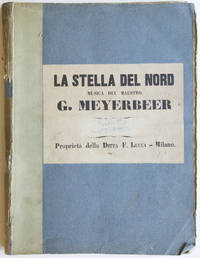 LA STELLA DEL NORD
MUSICA DEL MAESTRO
G. MEYERBEER
Proprietà della Ditta F. Lucca - Milano.